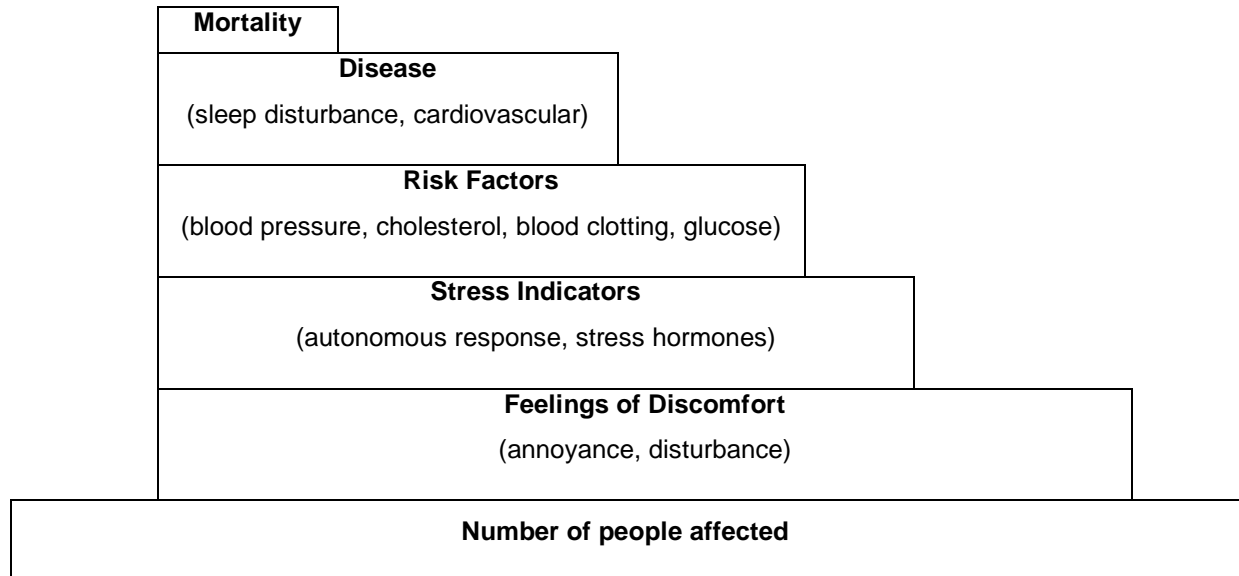 Mortality
Disease
(sleep disturbance, cardiovascular)
Risk Factors
(blood pressure, cholesterol, blood clotting, glucose)
Stress Indicators
(autonomous response, stress hormones)
Feelings of Discomfort
(annoyance, disturbance)
Number of people affected